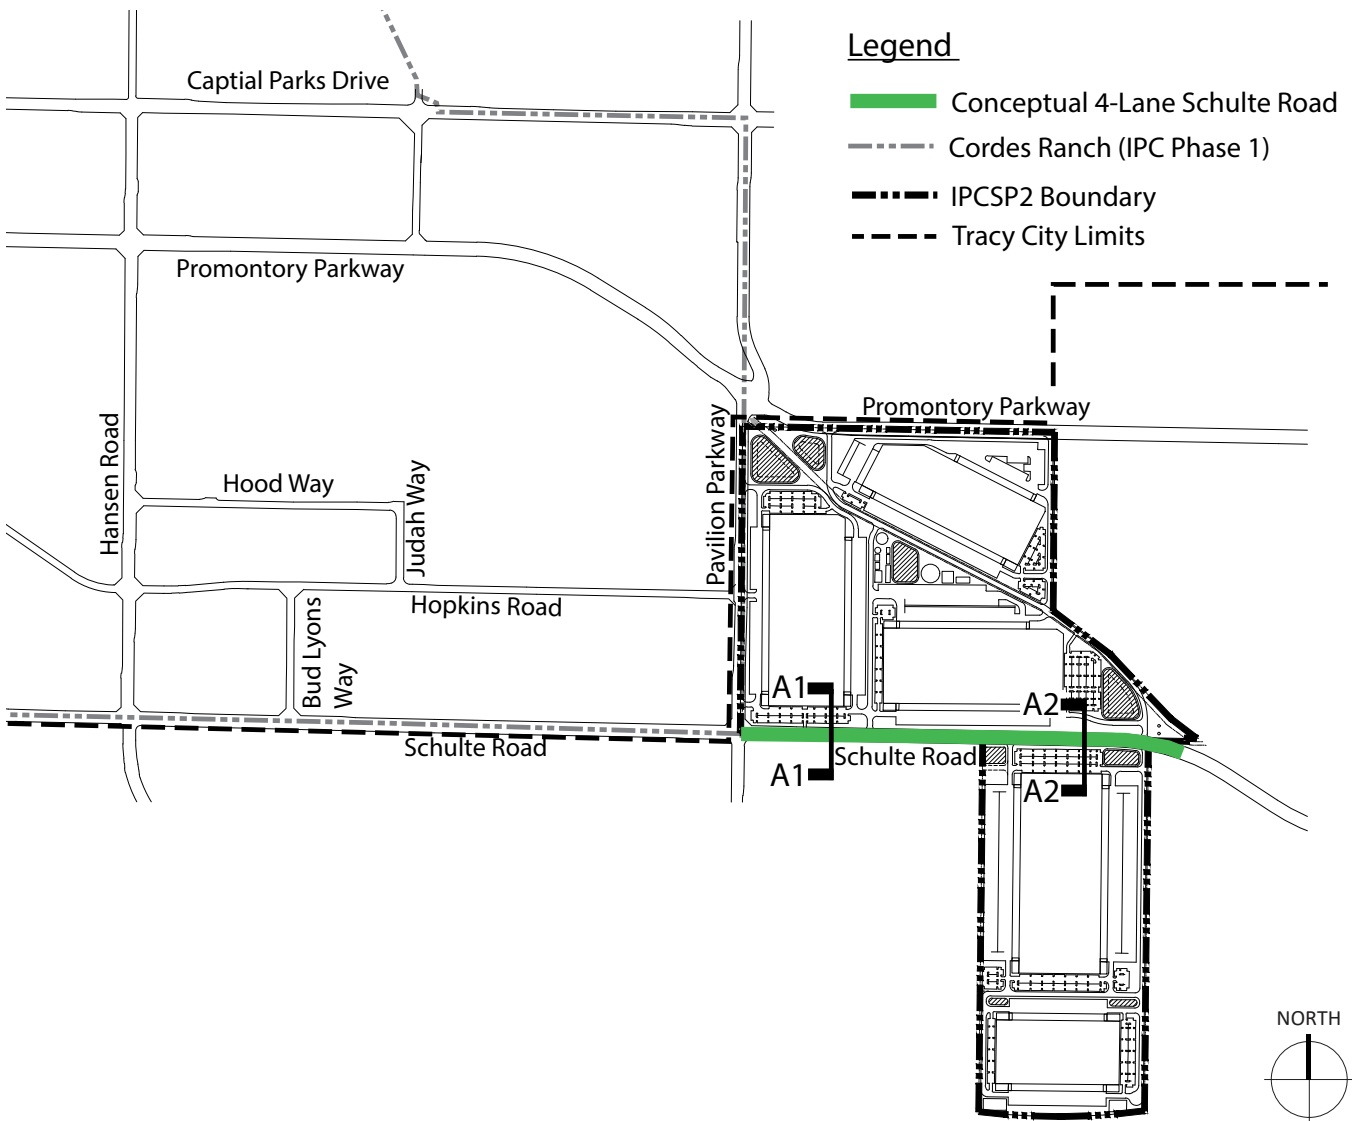 Legend
Conceptual 4-Lane Schulte Road
Cordes Ranch (IPC Phase 1)
IPCSP2 Boundary
Tracy City Limits
Captial Parks Drive
Promontory Parkway
Promontory Parkway
Hansen Road
Hood Way
Judah Way
Pavilion Parkway
Hopkins Road
Bud Lyons
Way
A1
A2
Schulte Road
Schulte Road
A1
A2
NORTH